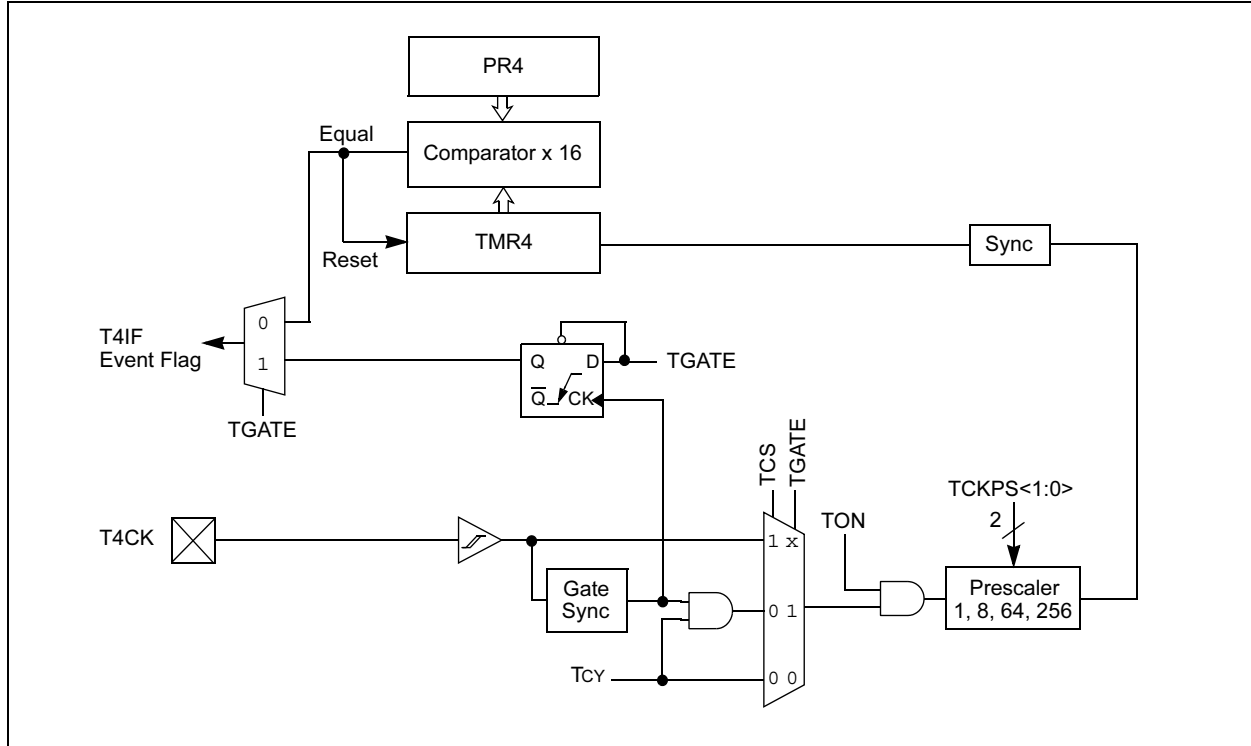 PR4
Equal
Comparator x 16
TMR4
Reset
Sync
T4IF
Event Flag
0
1
TGATE
Q
D
Q
CK
TGATE
TCS
TGATE
TCKPS<1:0>
2
TON
T4CK
1 x
Gate
Sync
0 1
Prescaler
1, 8, 64, 256
TCY
0 0